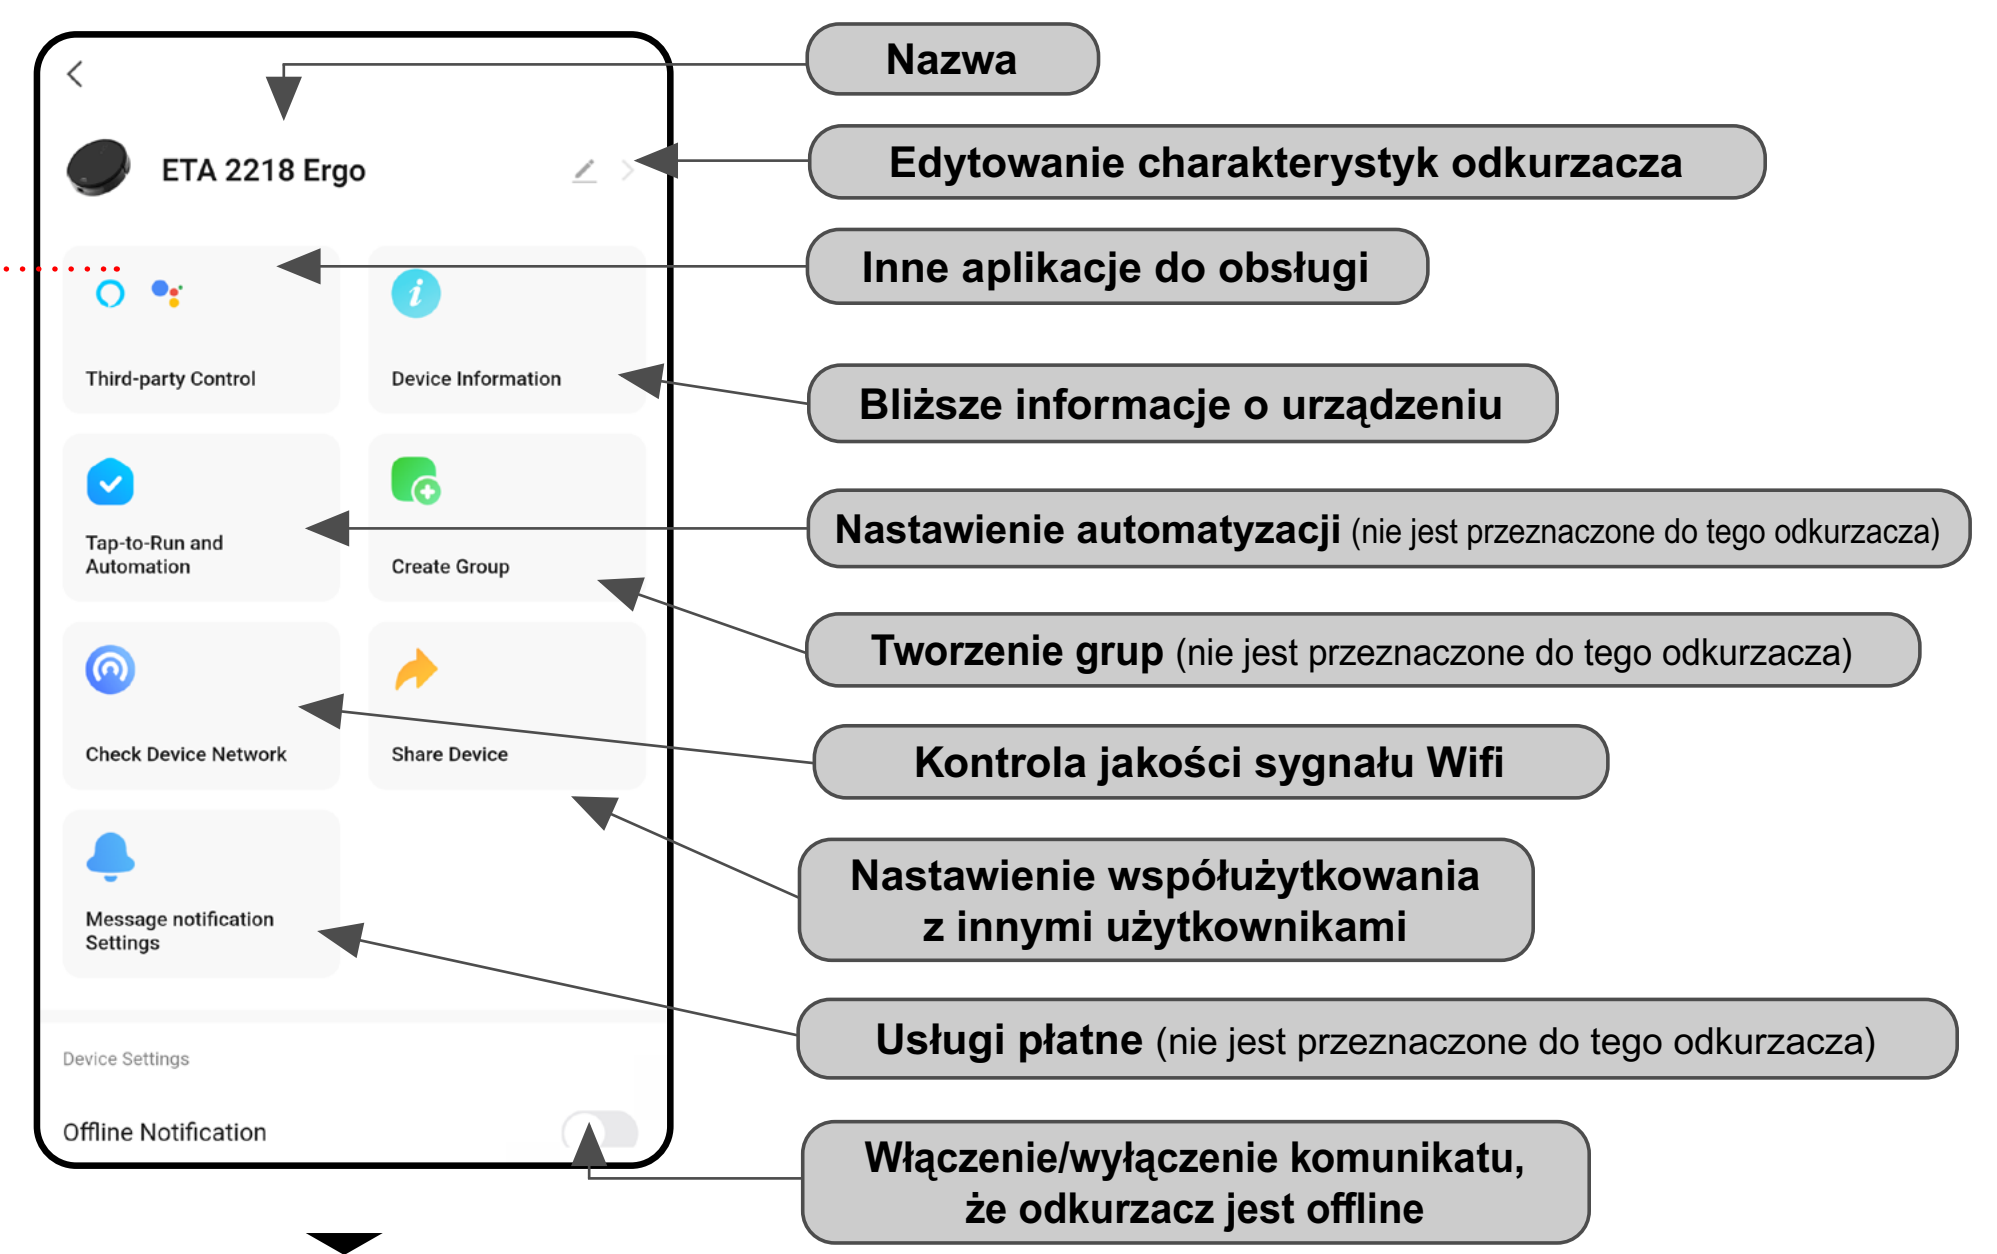 Nazwa
ETA 2218 Ergo
Edytowanie charakterystyk odkurzacza
Inne aplikacje do obsługi
Third-party Control
Device Information
Bliższe informacje o urządzeniu
Tap-to-Run and
Automation
Create Group
Nastawienie automatyzacji (nie jest przeznaczone do tego odkurzacza)
Tworzenie grup (nie jest przeznaczone do tego odkurzacza)
Check Device Network
Share Device
Kontrola jakości sygnału Wifi
Nastawienie współużytkowania
z innymi użytkownikami
Message notification
Settings
Usługi płatne (nie jest przeznaczone do tego odkurzacza)
Device Settings
Offline Notification
Włączenie/wyłączenie komunikatu,
że odkurzacz jest offline